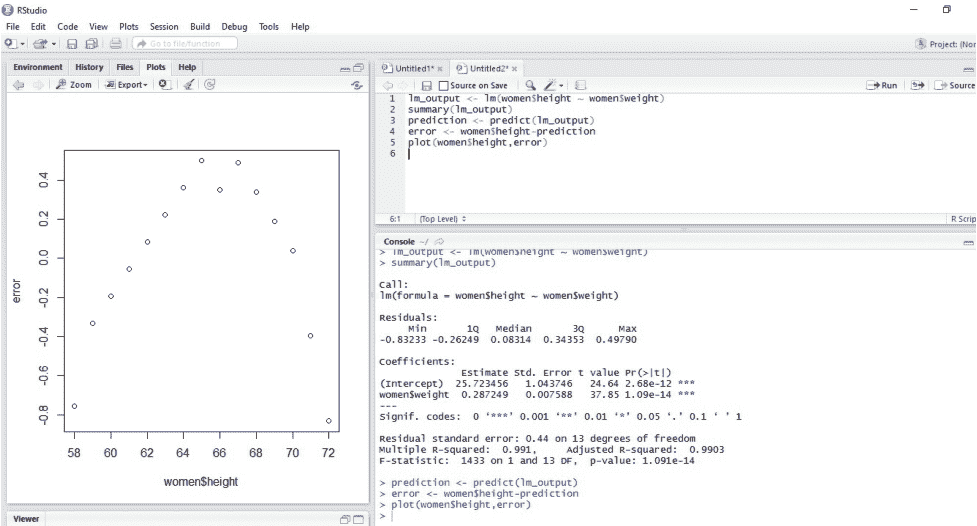 RStudio
File Edit Code View Plots Session Build Debug Tools Help
Go to file/function
Project: (Non
Environment History Files Plots Help
Zoom Export
0.4
0.2
0.0
-0.2
-0.4
-0.6
-0.8
error
58 60 62 64 66 68 70 72
women$height
Viewer
Untitled1* × Untitled2* ×
Source on Save Run Source
1 lm_output <- lm(women$height ~ women$weight)
2 summary(lm_output)
3 prediction <- predict(lm_output)
4 error <- women$height-prediction
5 plot(women$height,error)
6
6:1 (Top Level) R Scrip
Console ~/
> lm_output <- lm(women$height ~ women$weight)
> summary(lm_output)
Call:
lm(formula = women$height ~ women$weight)
Residuals:
Min 1Q Median 3Q Max
-0.83233 -0.26249 0.08314 0.34353 0.49790
Coefficients:
Estimate Std. Error t value Pr(>|t|)
(Intercept) 25.723456 1.043746 24.64 2.68e-12 ***
women$weight 0.287249 0.007588 37.85 1.09e-14 ***
---
Signif. codes: 0 ‘***’ 0.001 ‘**’ 0.01 ‘*’ 0.05 ‘.’ 0.1 ‘ ’ 1
Residual standard error: 0.44 on 13 degrees of freedom
Multiple R-squared: 0.991, Adjusted R-squared: 0.9903
F-statistic: 1433 on 1 and 13 DF, p-value: 1.091e-14
> prediction <- predict(lm_output)
> error <- women$height-prediction
> plot(women$height,error)
>